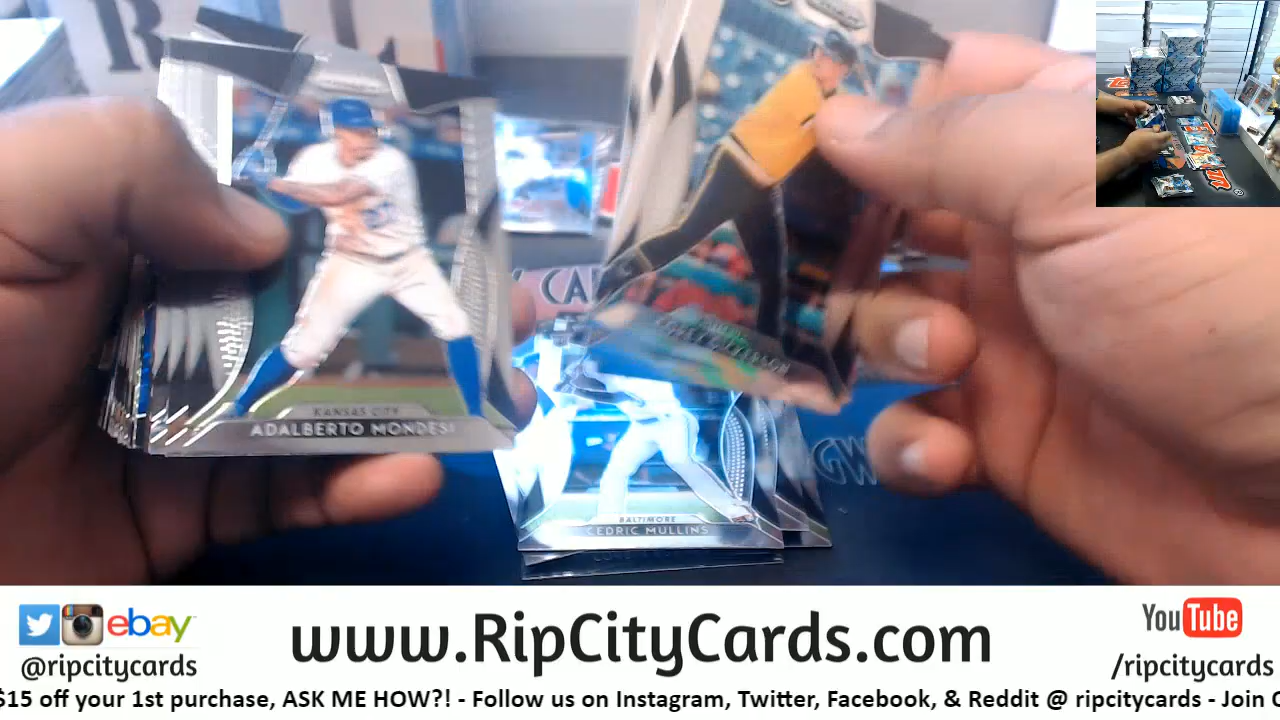 KANSAS CITY
ADALBERTO MONDESI
BALTIMORE
CEDRIC MULLINS
ebay
@ripcitycards
www.RipCityCards.com
YouTube
/ripcitycards
$15 off your 1st purchase, ASK ME HOW?! - Follow us on Instagram, Twitter, Facebook, & Reddit @ ripcitycards - Join